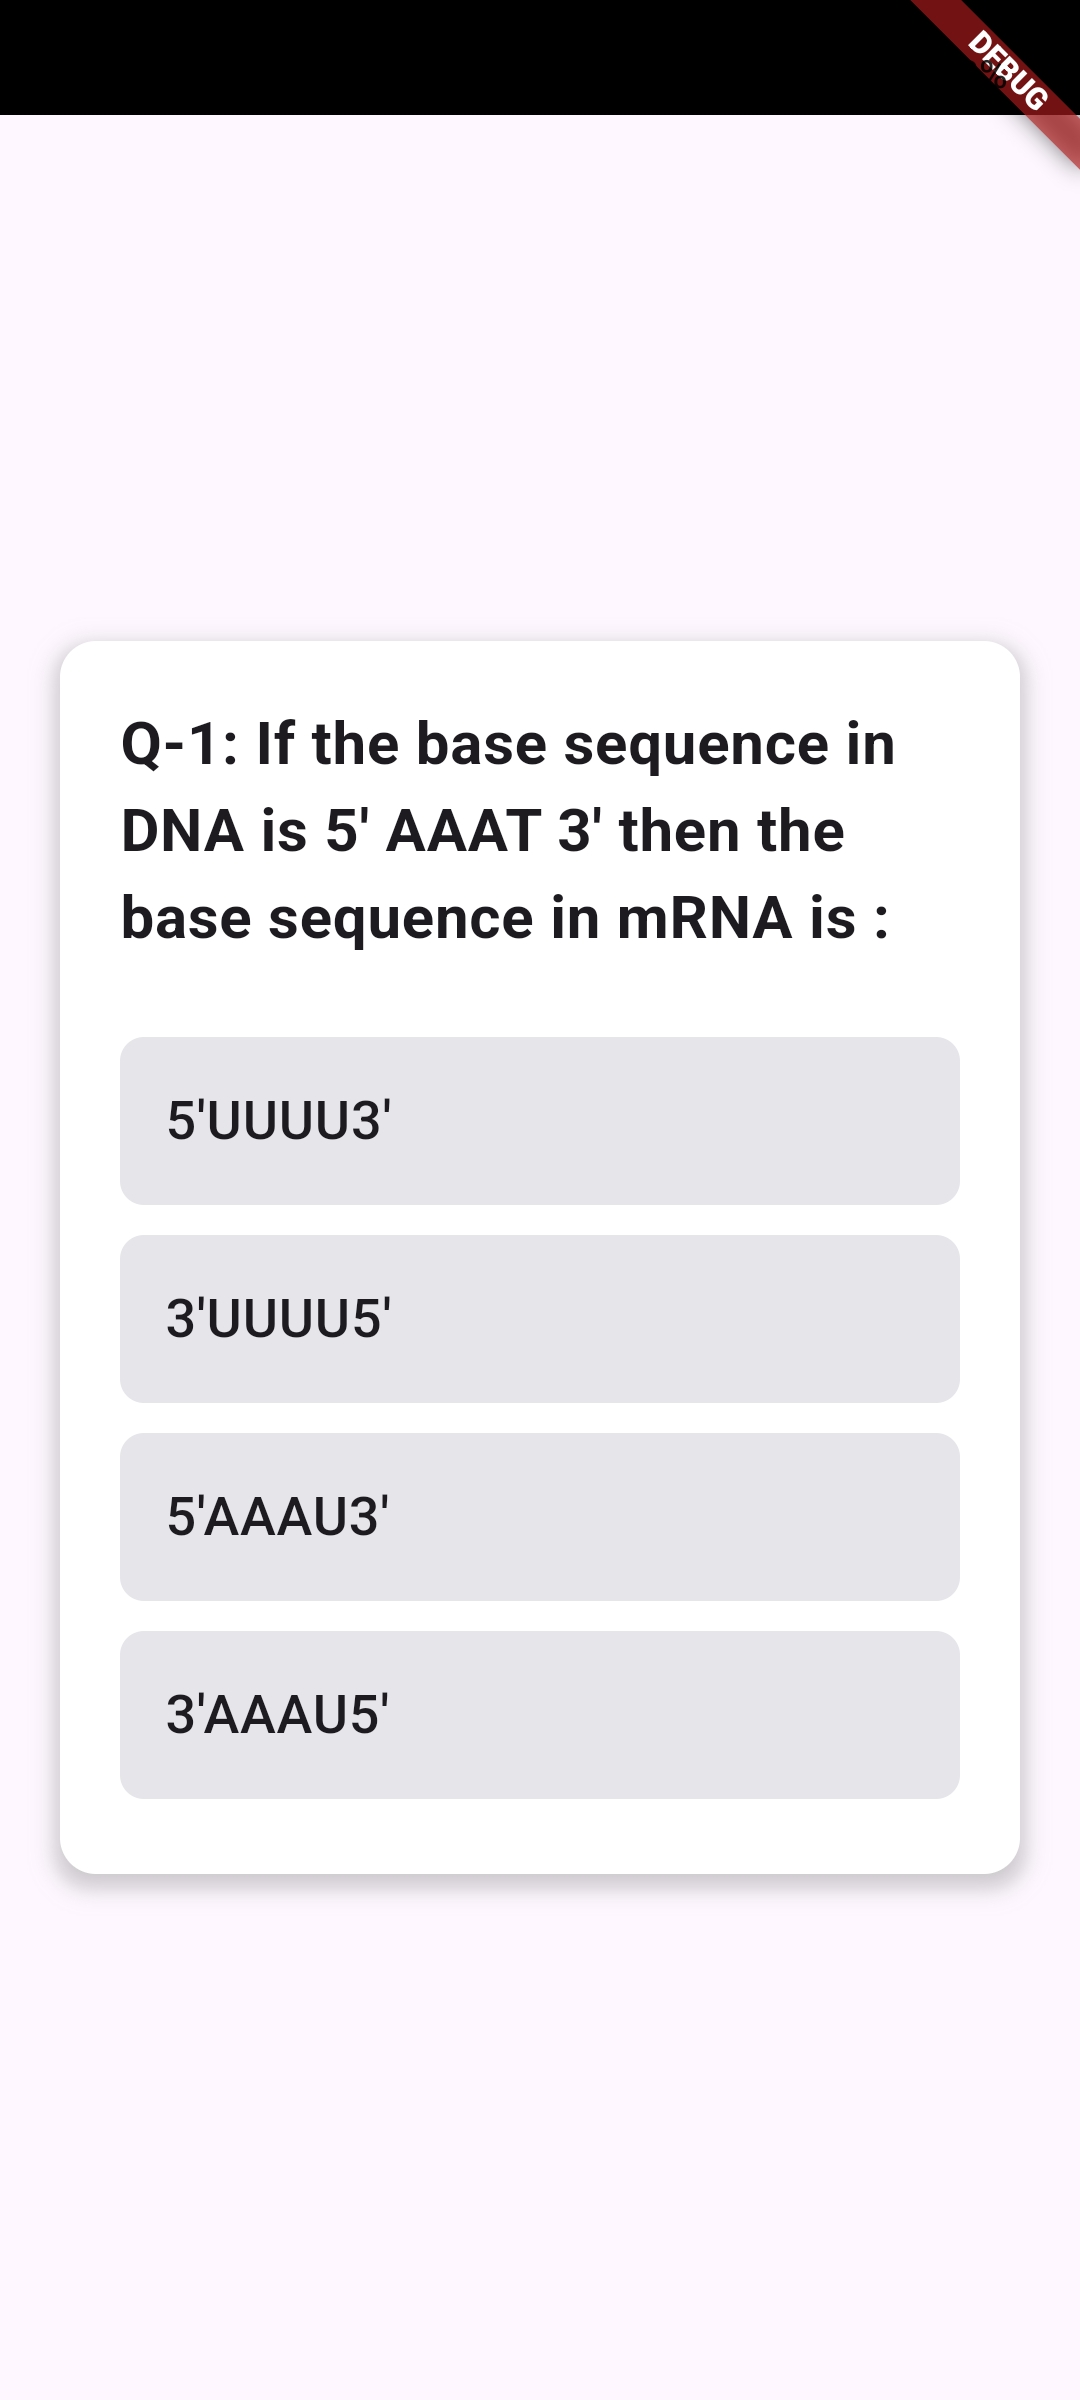 DEBUG
Q-1: If the base sequence in
DNA is 5' AAAT 3' then the
base sequence in mRNA is :
5'UUUU3'
3'UUUU5'
5'AAAU3'
3'AAAU5'